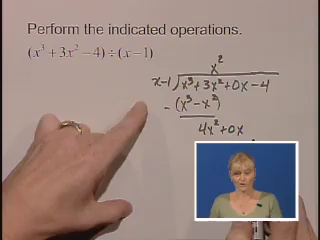 Perform the indicated operations.
(x³ + 3x² − 4) ÷ (x − 1)
x²
x-1 ) x³ + 3x² + 0x - 4
- (x³ - x²)
4x² + 0x